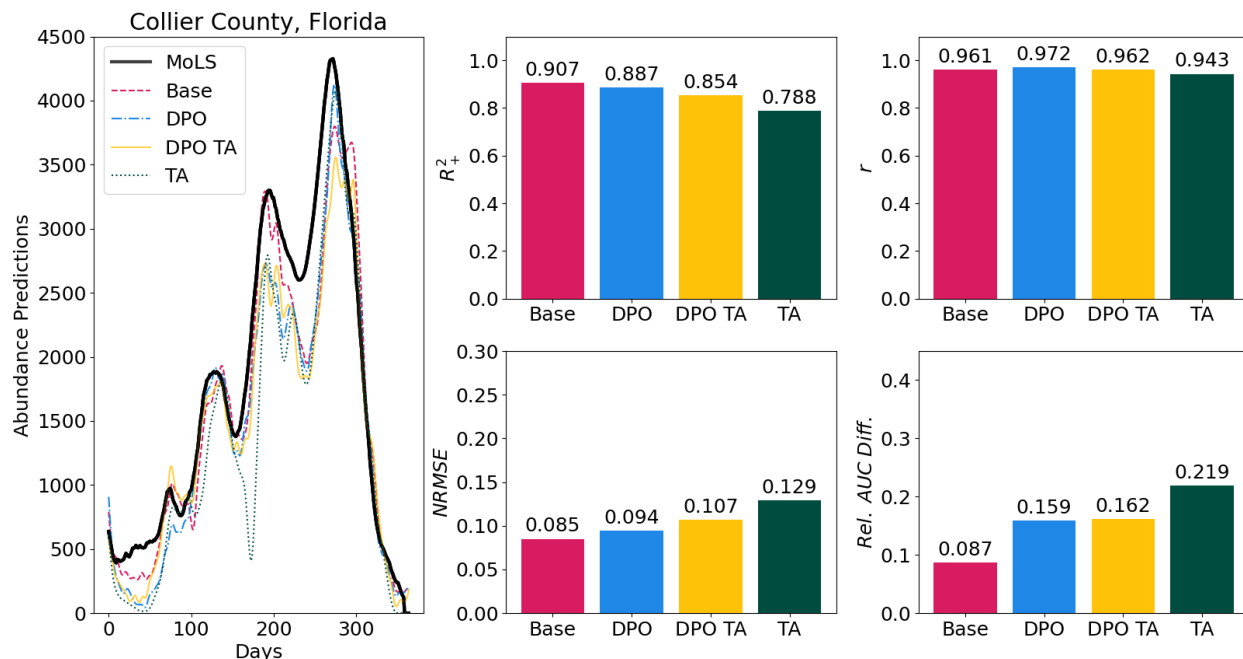 Collier County, Florida
4500
4000
3500
3000
2500
2000
1500
1000
500
0
Abundance Predictions
MoLS
Base
DPO
DPO TA
TA
0 100 200 300
Days
1.0
0.8
0.6
0.4
0.2
0.0
R²₊
0.907 0.887 0.854 0.788
Base DPO DPO TA TA
1.0
0.8
0.6
0.4
0.2
0.0
r
0.961 0.972 0.962 0.943
Base DPO DPO TA TA
0.30
0.25
0.20
0.15
0.10
0.05
0.00
NRMSE
0.085 0.094 0.107 0.129
Base DPO DPO TA TA
0.4
0.3
0.2
0.1
0.0
Rel. AUC Diff.
0.087 0.159 0.162 0.219
Base DPO DPO TA TA